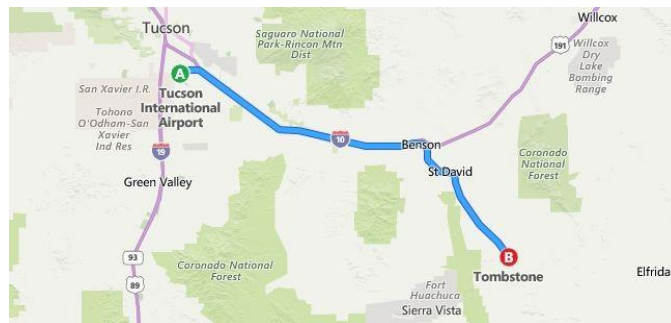 Tucson
Saguaro National
Park-Rincon Mtn
Dist
Willcox
191
Willcox
Dry
Lake
Bombing
Range
A
Tucson
International
Airport
San Xavier I.R.
Tohono
O'Odham-San
Xavier
Ind Res
10
Benson
19
St David
Coronado
National
Forest
Green Valley
93
89
Coronado National
Forest
B
Tombstone
Elfrida
Fort
Huachuca
Sierra Vista